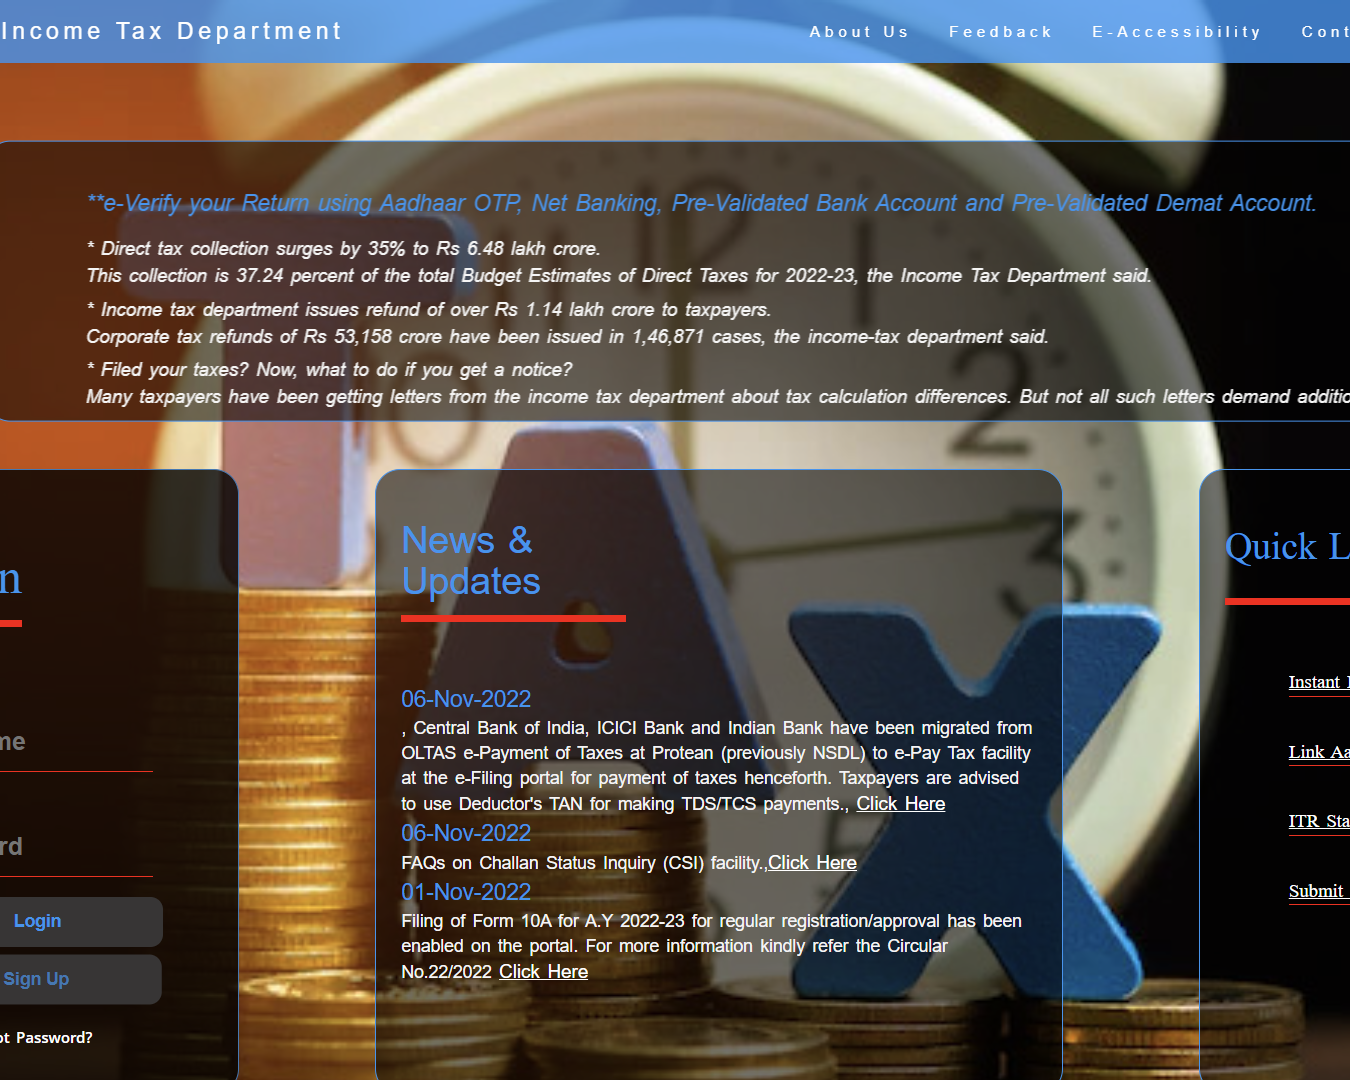 Income Tax Department
About Us Feedback E-Accessibility Cont
**e-Verify your Return using Aadhaar OTP, Net Banking, Pre-Validated Bank Account and Pre-Validated Demat Account.
* Direct tax collection surges by 35% to Rs 6.48 lakh crore.
This collection is 37.24 percent of the total Budget Estimates of Direct Taxes for 2022-23, the Income Tax Department said.
* Income tax department issues refund of over Rs 1.14 lakh crore to taxpayers.
Corporate tax refunds of Rs 53,158 crore have been issued in 1,46,871 cases, the income-tax department said.
* Filed your taxes? Now, what to do if you get a notice?
Many taxpayers have been getting letters from the income tax department about tax calculation differences. But not all such letters demand additio
n
me
rd
Login
Sign Up
ot Password?
News &
Updates
06-Nov-2022
, Central Bank of India, ICICI Bank and Indian Bank have been migrated from
OLTAS e-Payment of Taxes at Protean (previously NSDL) to e-Pay Tax facility
at the e-Filing portal for payment of taxes henceforth. Taxpayers are advised
to use Deductor's TAN for making TDS/TCS payments., Click Here
06-Nov-2022
FAQs on Challan Status Inquiry (CSI) facility.,Click Here
01-Nov-2022
Filing of Form 10A for A.Y 2022-23 for regular registration/approval has been
enabled on the portal. For more information kindly refer the Circular
No.22/2022 Click Here
Quick L
Instant
Link Aa
ITR Sta
Submit
TAX
12
1
2
3
10